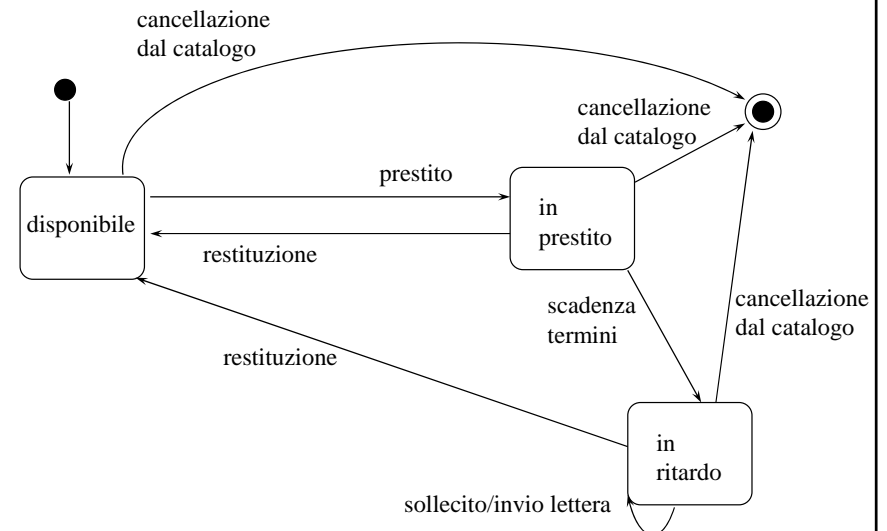 cancellazione
dal catalogo
cancellazione
dal catalogo
prestito
disponibile
in
prestito
restituzione
scadenza
termini
cancellazione
dal catalogo
restituzione
in
ritardo
sollecito/invio lettera